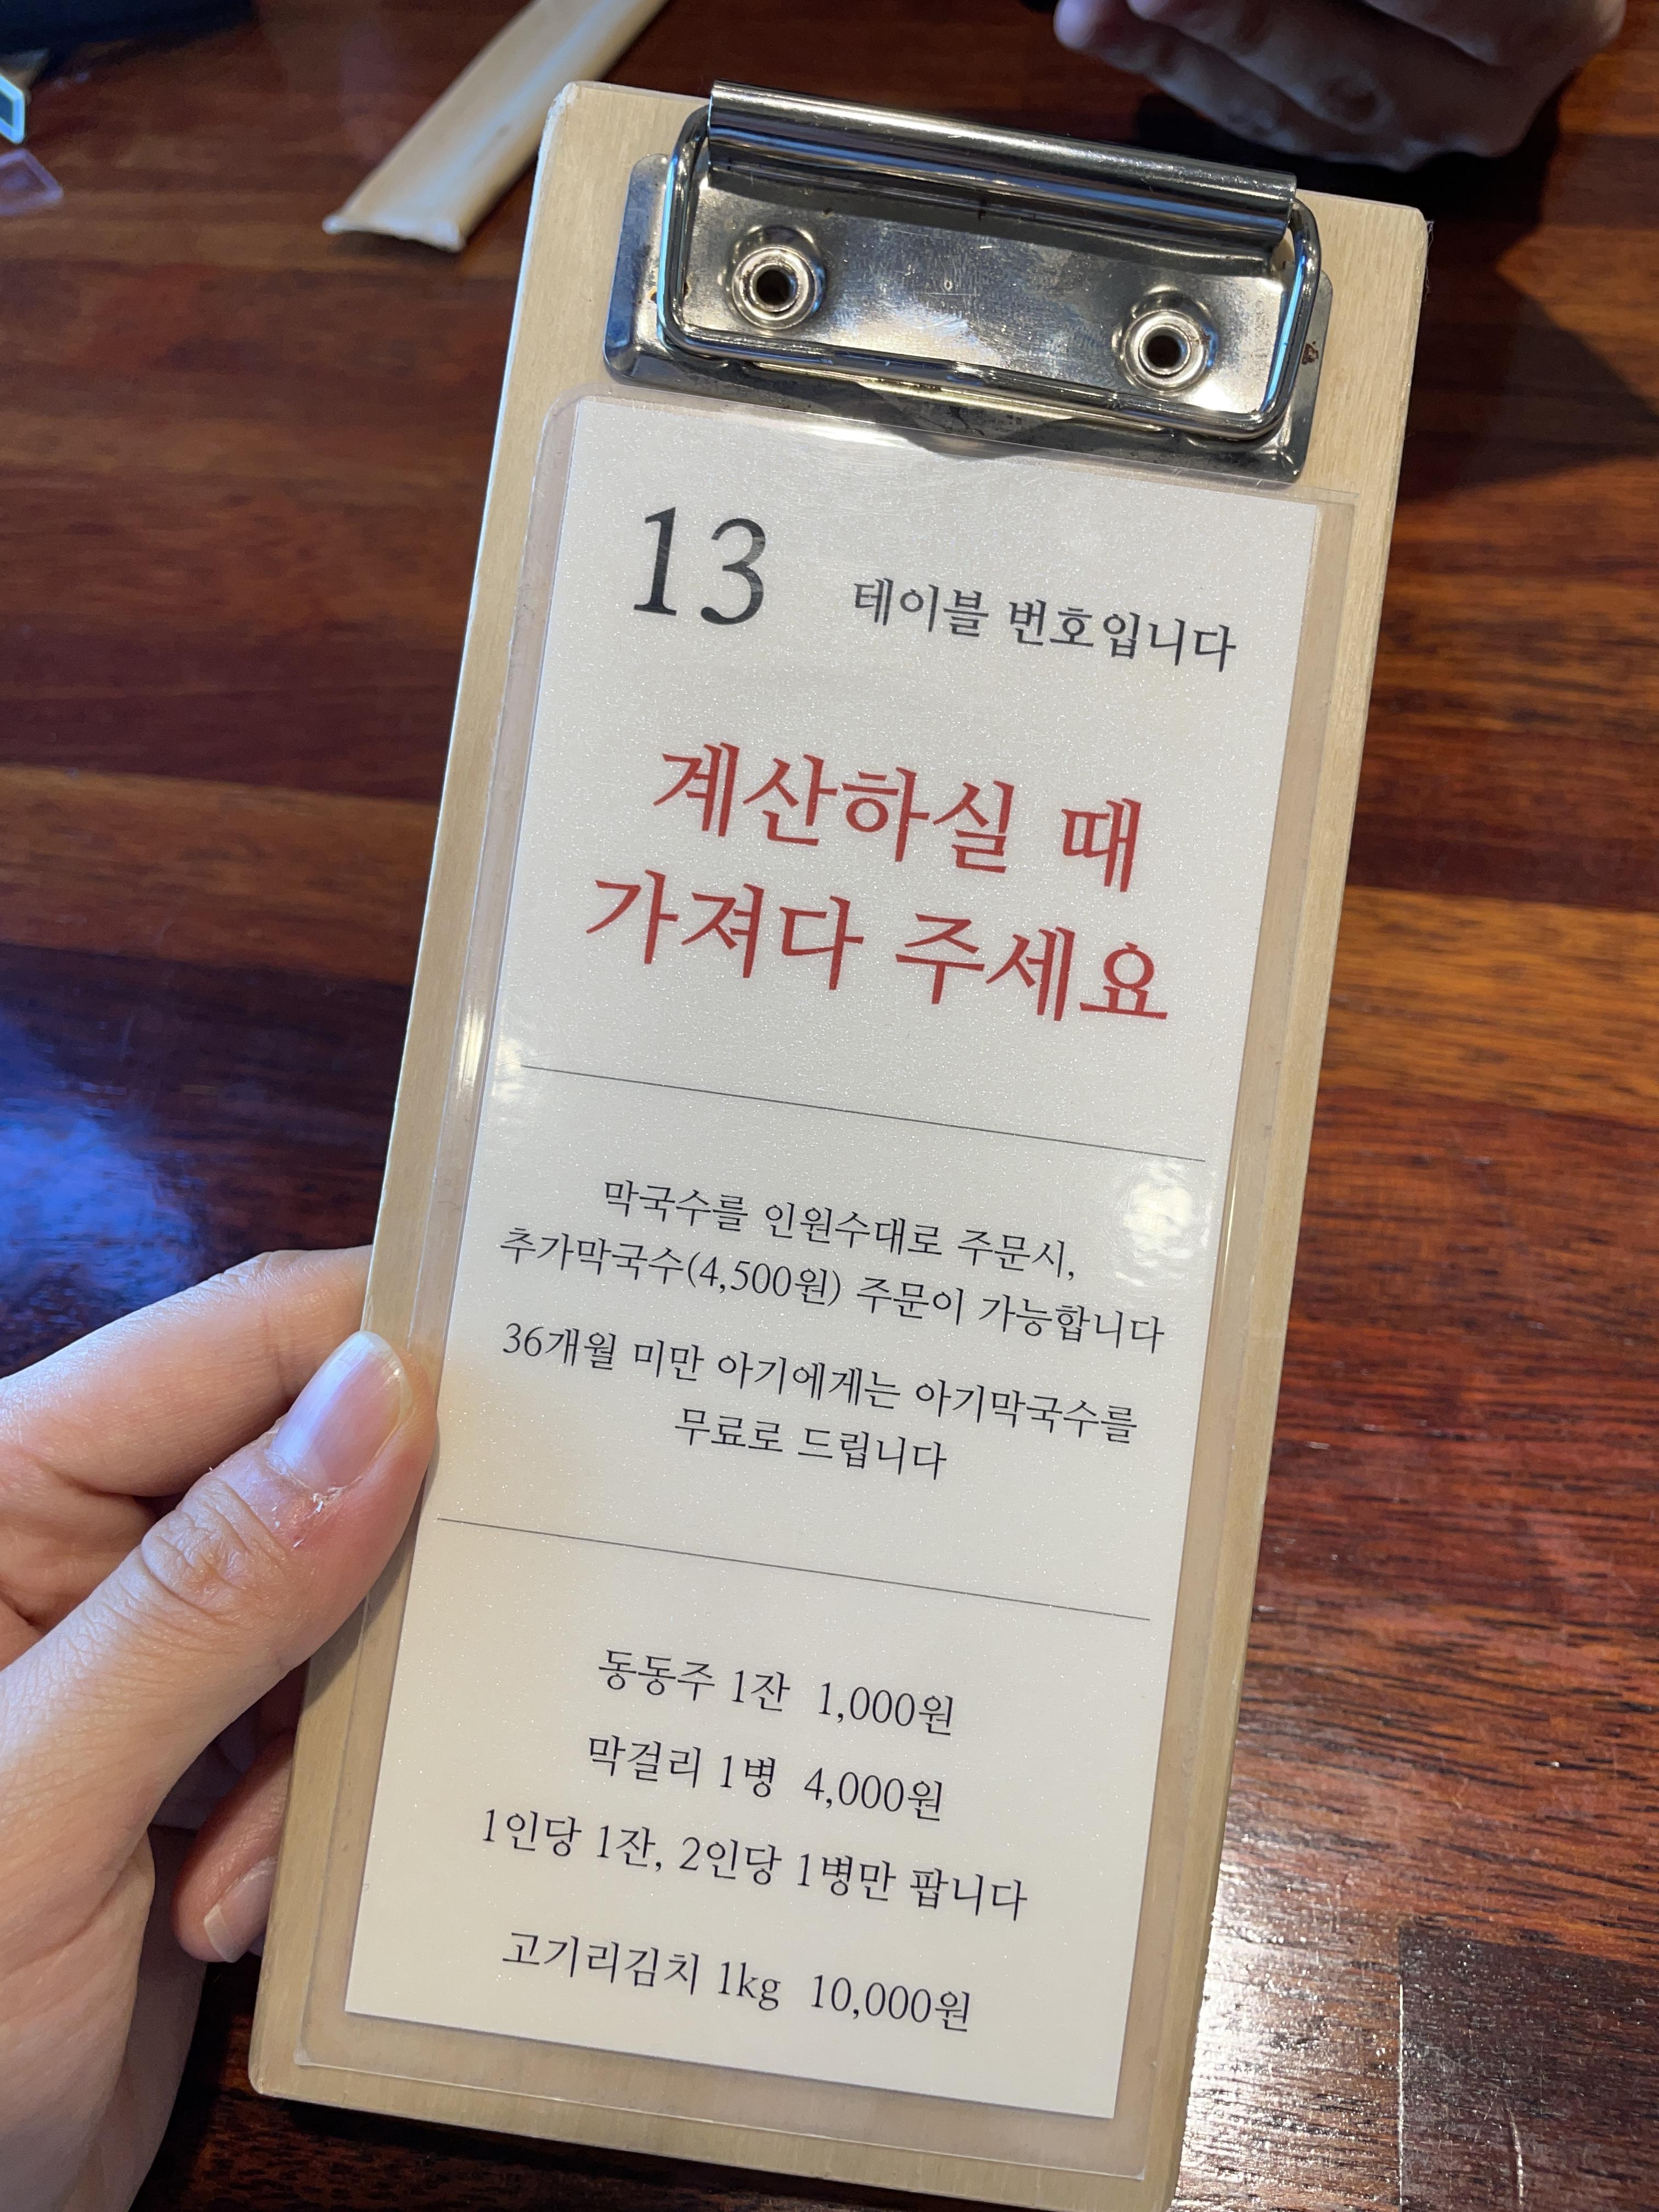 13 테이블 번호입니다
계산하실 때
가져다 주세요
막국수를 인원수대로 주문시,
추가막국수(4,500원) 주문이 가능합니다
36개월 미만 아기에게는 아기막국수를
무료로 드립니다
동동주 1잔 1,000원
막걸리 1병 4,000원
1인당 1잔, 2인당 1병만 팝니다
고기리김치 1kg 10,000원